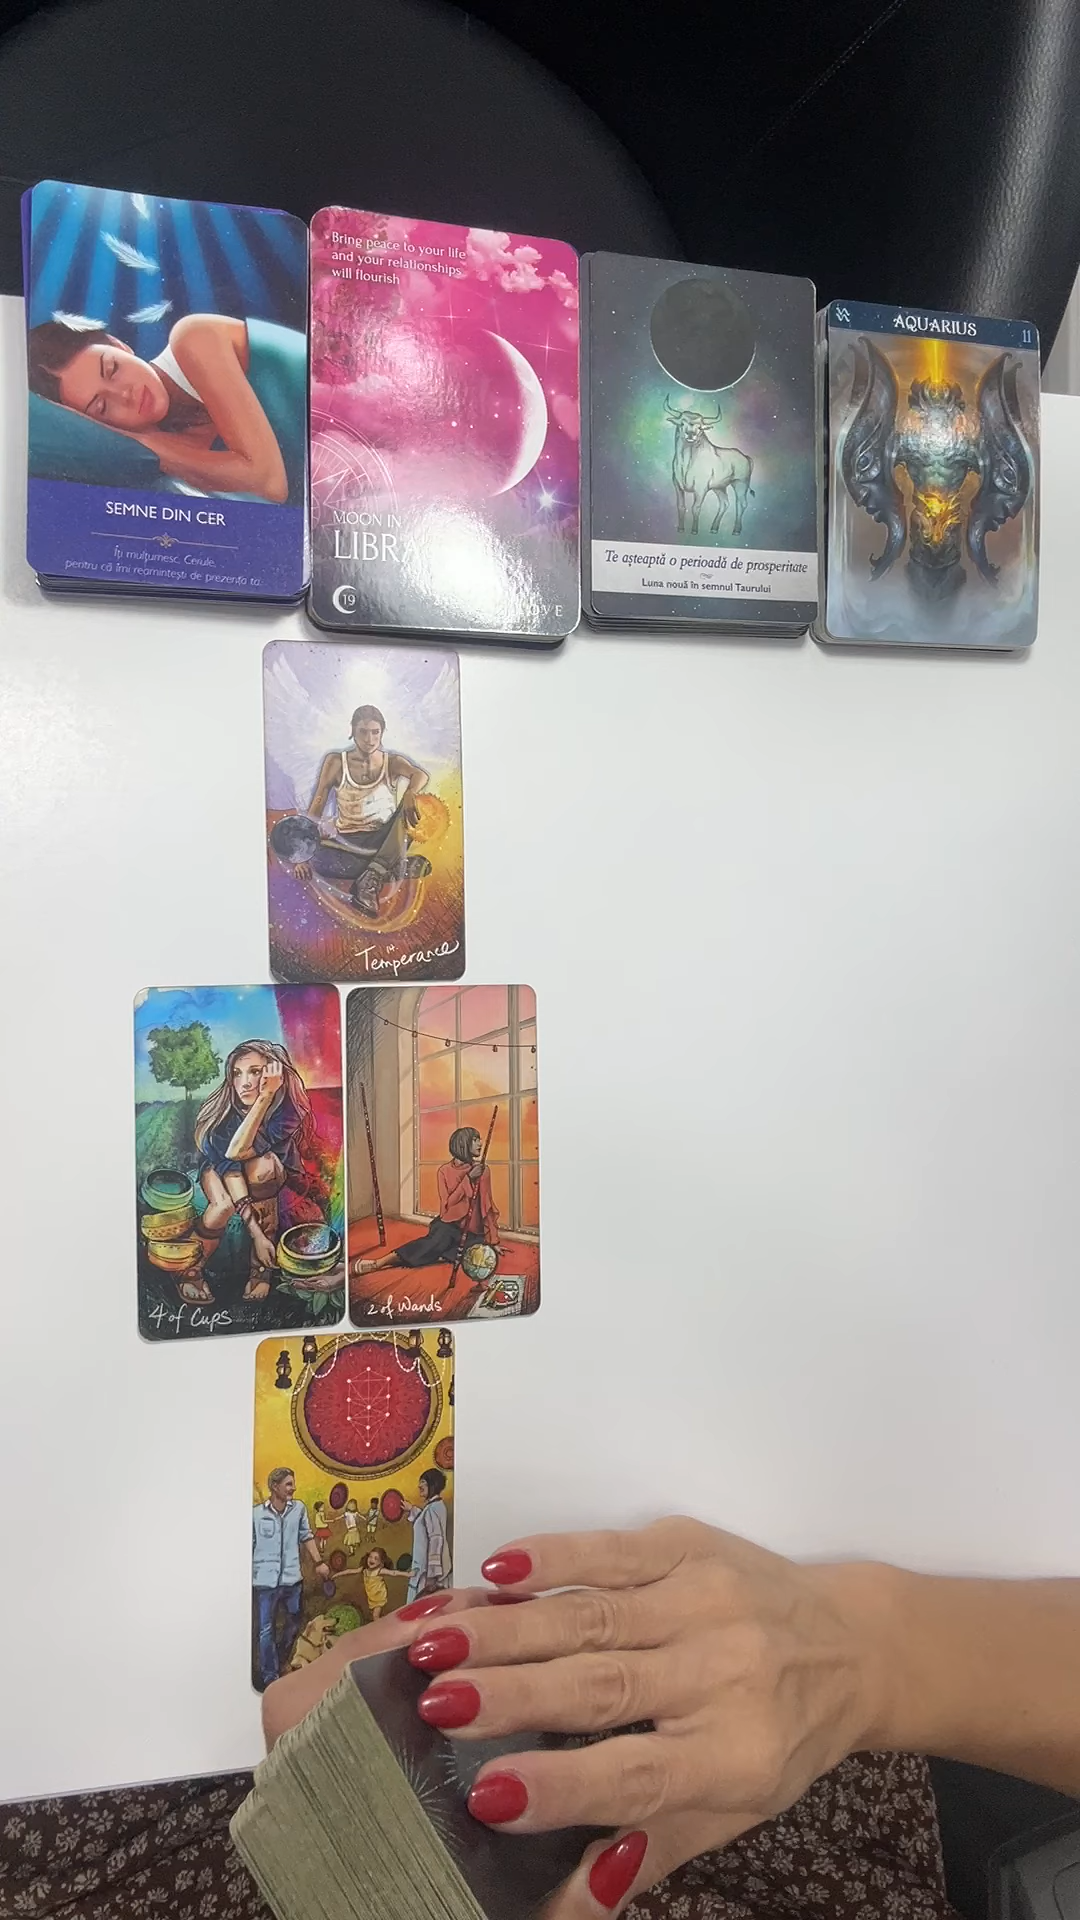 SEMNE DIN CER
Îți mulțumesc, Cerule,
pentru că îmi reamintești de prezența ta.
Bring peace to your life
and your relationships
will flourish
MOON IN
LIBRA
19
Te așteaptă o perioadă de prosperitate
Luna nouă în semnul Taurului
AQUARIUS
11
14.
Temperance
4 of Cups
2 of Wands